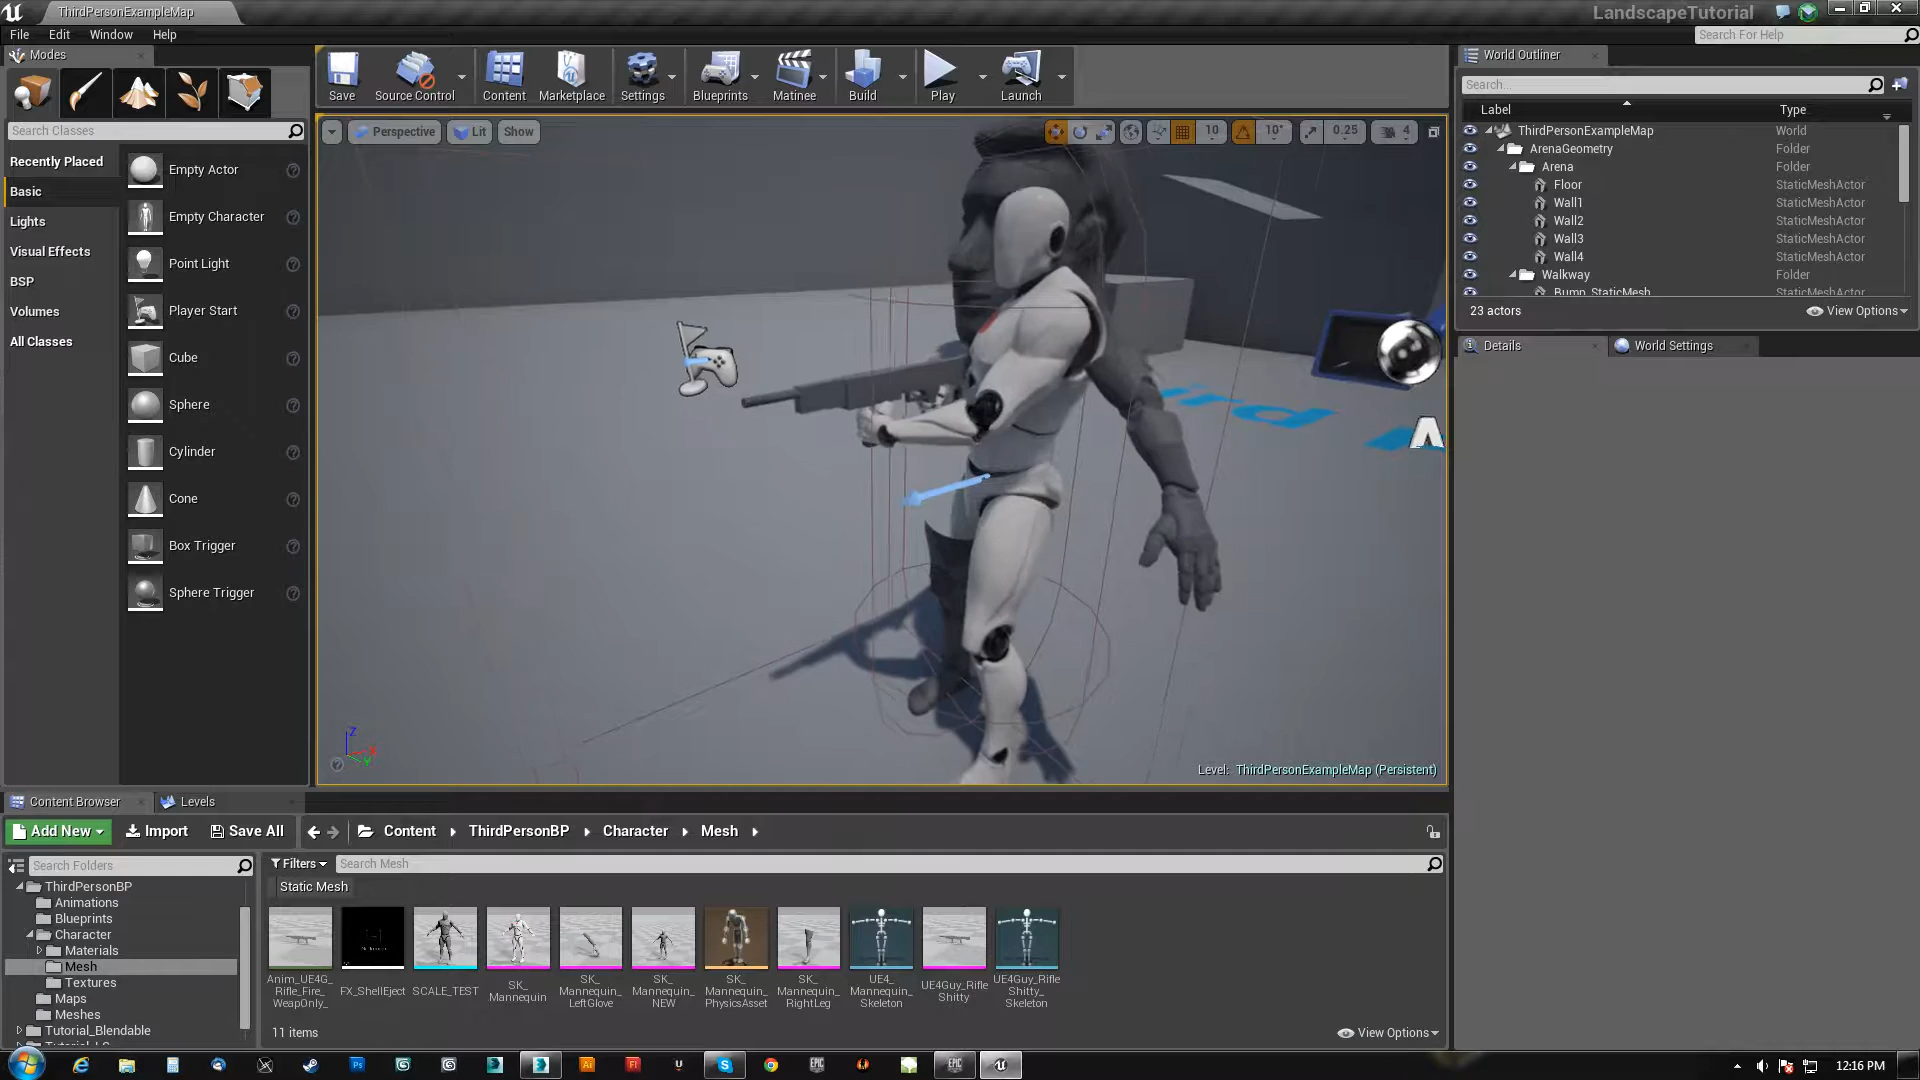 ThirdPersonExampleMap
LandscapeTutorial
File Edit Window Help
Search For Help
Modes
Search Classes
Recently Placed
Basic
Lights
Visual Effects
BSP
Volumes
All Classes
Empty Actor
Empty Character
Point Light
Player Start
Cube
Sphere
Cylinder
Cone
Box Trigger
Sphere Trigger
Save Source Control Content Marketplace Settings Blueprints Matinee Build Play Launch
Perspective Lit Show
10 10° 0.25 4
Level: ThirdPersonExampleMap (Persistent)
World Outliner
Search...
Label Type
ThirdPersonExampleMap World
ArenaGeometry Folder
Arena Folder
Floor StaticMeshActor
Wall1 StaticMeshActor
Wall2 StaticMeshActor
Wall3 StaticMeshActor
Wall4 StaticMeshActor
Walkway Folder
Bump_StaticMesh StaticMeshActor
23 actors View Options
Details World Settings
Content Browser Levels
Add New Import Save All Content ThirdPersonBP Character Mesh
Search Folders
ThirdPersonBP
Animations
Blueprints
Character
Materials
Mesh
Textures
Maps
Meshes
Tutorial_Blendable
Filters Search Mesh
Static Mesh
Anim_UE4G_
Rifle_Fire_
WeapOnly_
FX_ShellEject
SCALE_TEST
SK_
Mannequin
SK_
Mannequin_
LeftGlove
SK_
Mannequin_
NEW
SK_
Mannequin_
PhysicsAsset
SK_
Mannequin_
RightLeg
UE4_
Mannequin_
Skeleton
UE4Guy_Rifle
Shitty
UE4Guy_Rifle
Shitty_
Skeleton
11 items View Options
12:16 PM